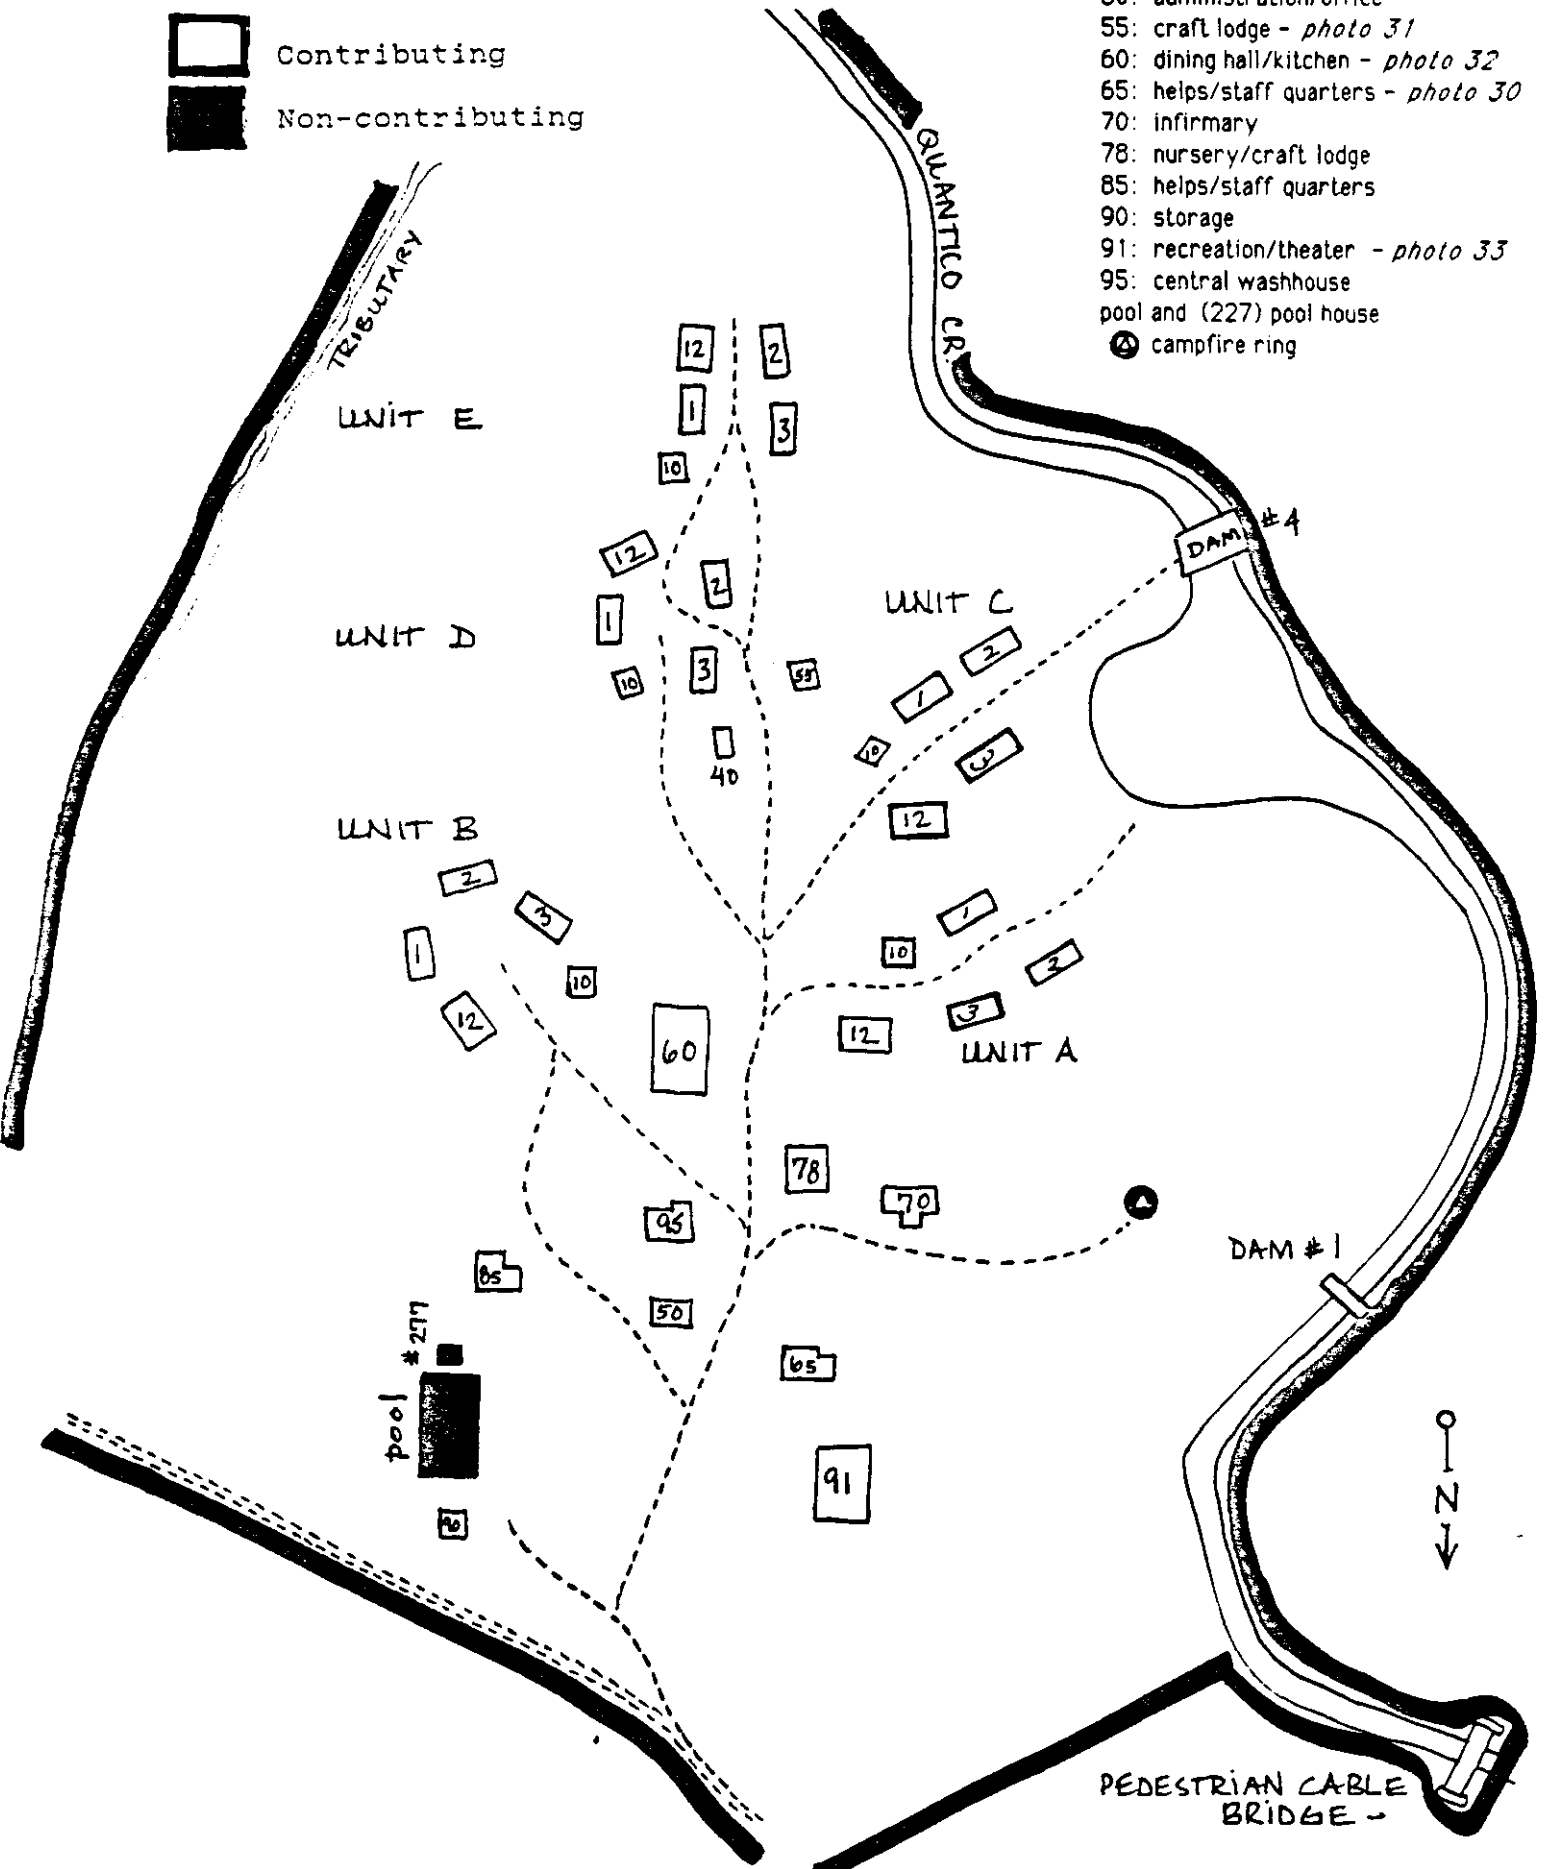 Contributing
Non-contributing
55: craft lodge - photo 31
60: dining hall/kitchen - photo 32
65: helps/staff quarters - photo 30
70: infirmary
78: nursery/craft lodge
85: helps/staff quarters
90: storage
91: recreation/theater - photo 33
95: central washhouse
pool and (227) pool house
campfire ring
QUANTICO CR.
TRIBUTARY
12
2
1
3
UNIT E
10
#4
DAM
12
2
UNIT C
1
UNIT D
2
3
55
10
1
10
3
40
12
UNIT B
2
3
1
1
10
10
2
12
3
12
60
UNIT A
78
70
95
DAM #1
85
50
#277
65
pool
91
N
90
PEDESTRIAN CABLE
BRIDGE -